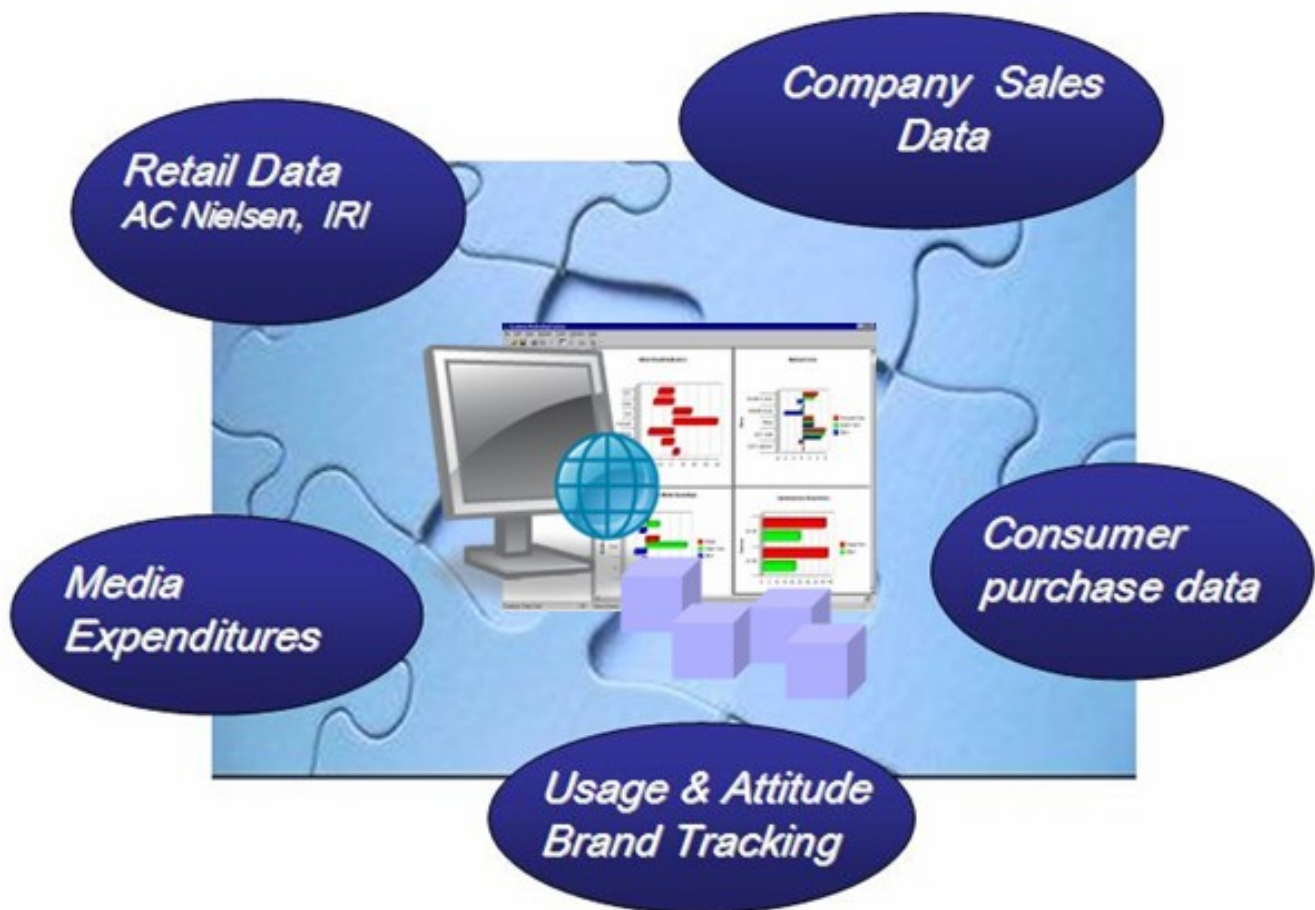 Company Sales
Data
Retail Data
AC Nielsen, IRI
Consumer
purchase data
Media
Expenditures
Usage & Attitude
Brand Tracking